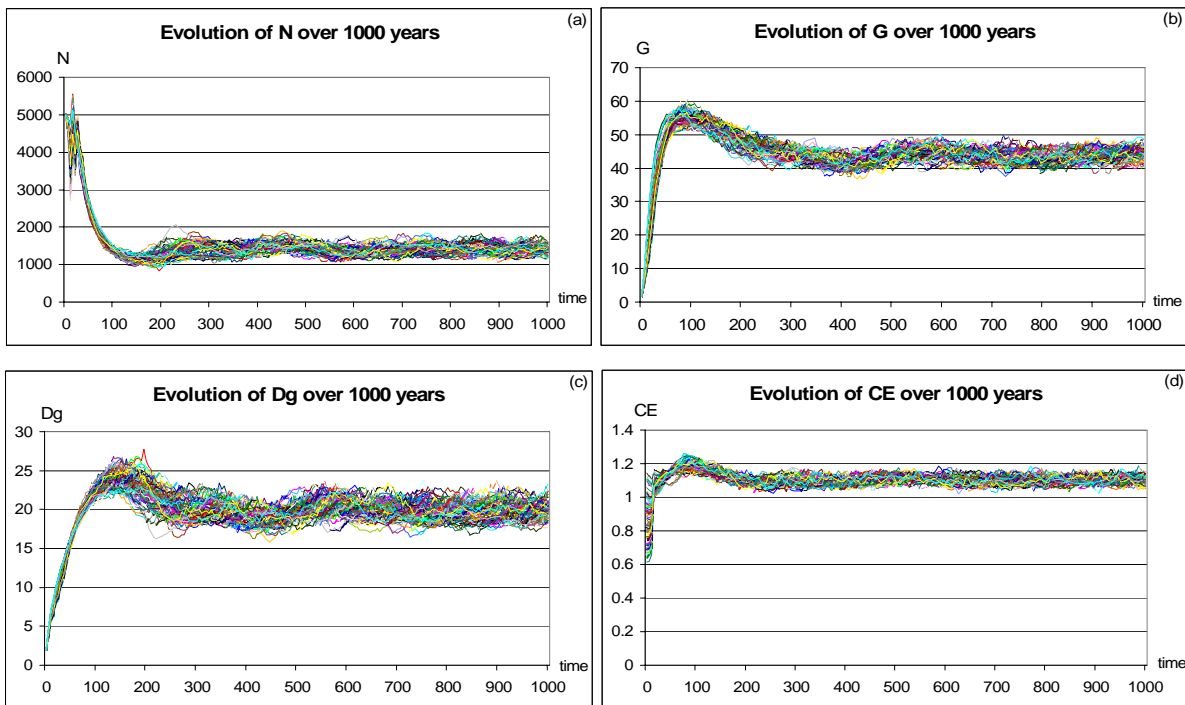 (a)
Evolution of N over 1000 years
N
6000
5000
4000
3000
2000
1000
0
time
0 100 200 300 400 500 600 700 800 900 1000
(b)
Evolution of G over 1000 years
G
70
60
50
40
30
20
10
0
time
0 100 200 300 400 500 600 700 800 900 1000
(c)
Evolution of Dg over 1000 years
Dg
30
25
20
15
10
5
0
time
0 100 200 300 400 500 600 700 800 900 1000
(d)
Evolution of CE over 1000 years
CE
1.4
1.2
1
0.8
0.6
0.4
0.2
0
time
0 100 200 300 400 500 600 700 800 900 1000